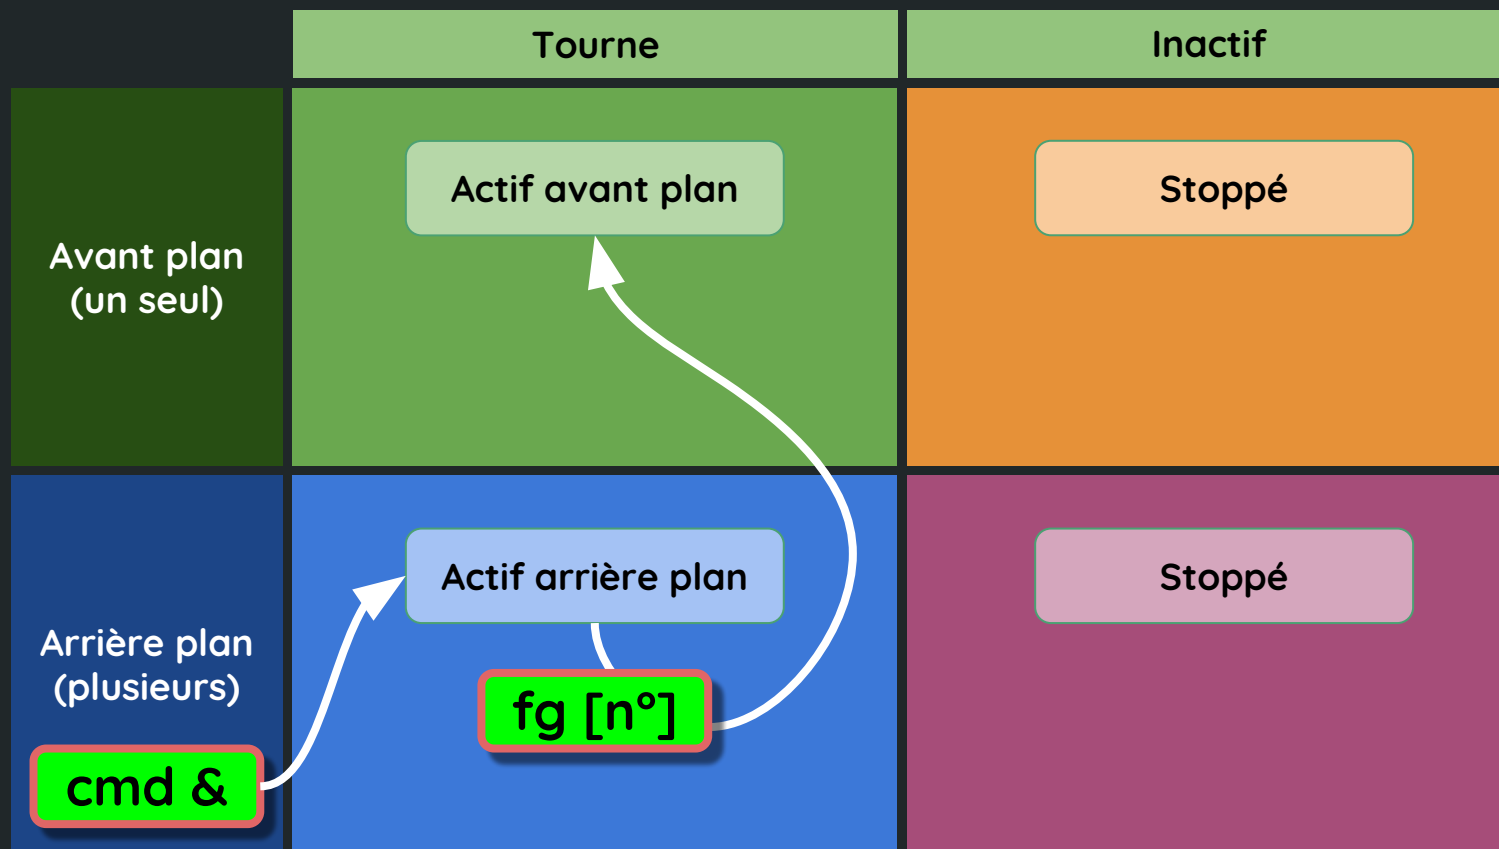 Tourne
Inactif
Avant plan
(un seul)
Actif avant plan
Stoppé
Arrière plan
(plusieurs)
Actif arrière plan
Stoppé
fg [n°]
cmd &